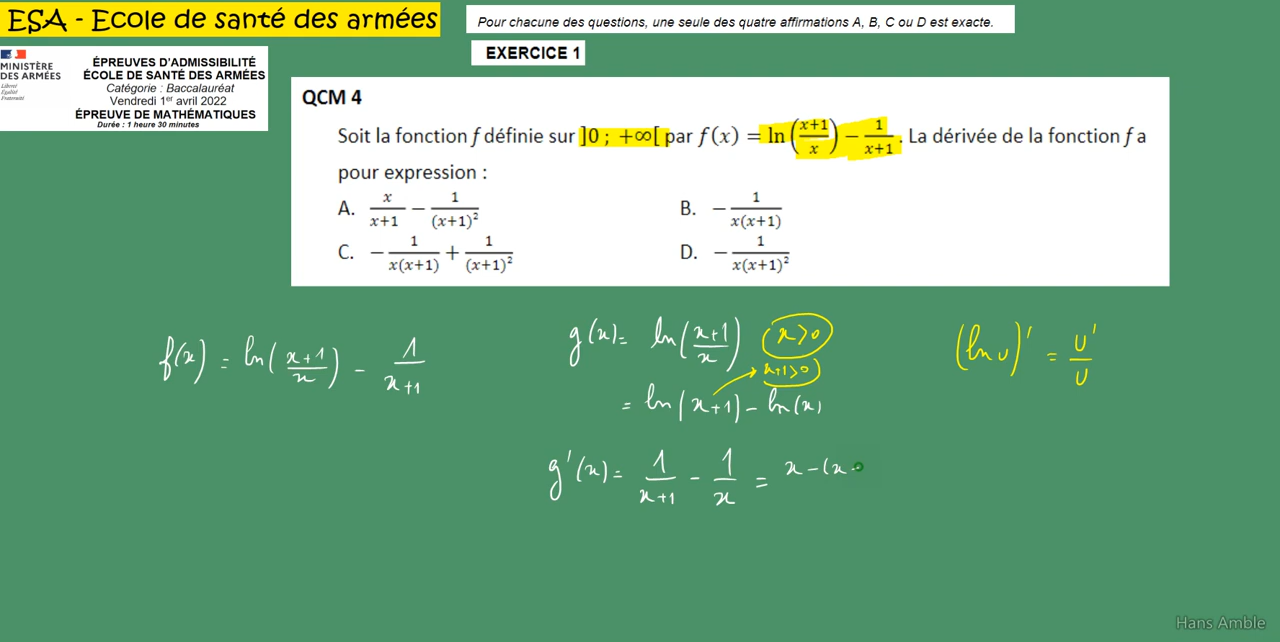 ESA - Ecole de santé des armées
Pour chacune des questions, une seule des quatre affirmations A, B, C ou D est exacte.
EXERCICE 1
MINISTÈRE
DES ARMÉES
Liberté
Égalité
Fraternité
ÉPREUVES D'ADMISSIBILITÉ
ÉCOLE DE SANTÉ DES ARMÉES
Catégorie : Baccalauréat
Vendredi 1er avril 2022
ÉPREUVE DE MATHÉMATIQUES
Durée : 1 heure 30 minutes
QCM 4
Soit la fonction f définie sur ]0 ; +∞[ par f(x) = ln((x+1)/x) − 1/(x+1). La dérivée de la fonction f a
pour expression :
A. x/(x+1) − 1/(x+1)² B. − 1/(x(x+1))
C. − 1/(x(x+1)) + 1/(x+1)² D. − 1/(x(x+1)²)
f(x) = ln((x+1)/x) − 1/(x+1)
g(x) = ln((x+1)/x) (x>0)
x+1>0)
= ln(x+1) − ln(x)
g'(x) = 1/(x+1) − 1/x = x−(x−
(ln u)' = u'/u
Hans Amble